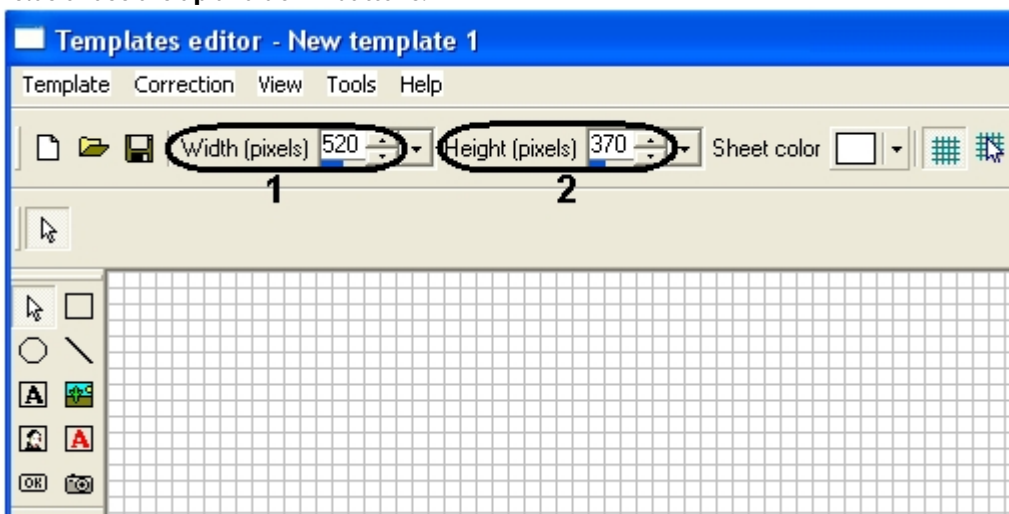 Templates editor - New template 1
Template Correction View Tools Help
Width (pixels) 520 Height (pixels) 370 Sheet color
1 2
A
A
OK